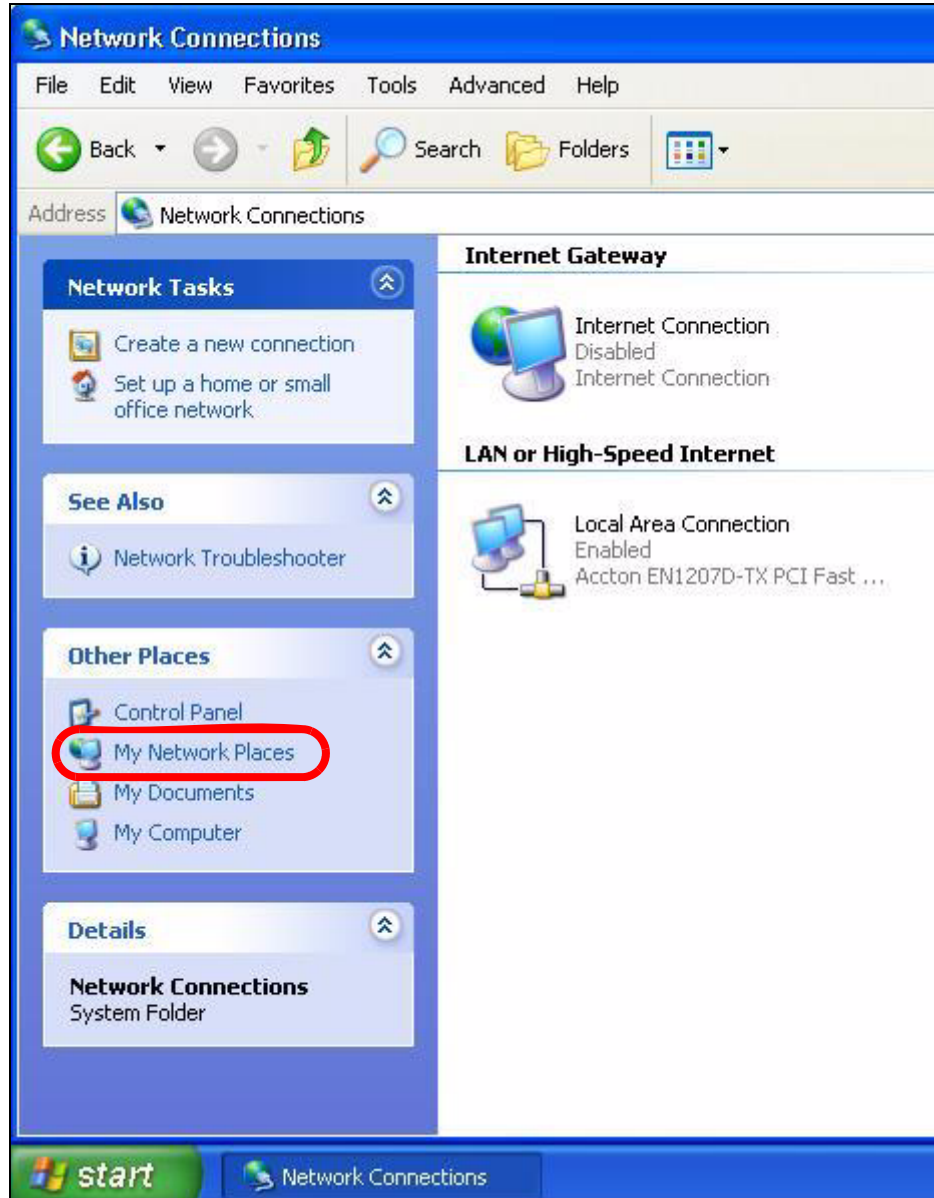 Network Connections
File Edit View Favorites Tools Advanced Help
Back Search Folders
Address Network Connections
Network Tasks
Create a new connection
Set up a home or small
office network
See Also
Network Troubleshooter
Other Places
Control Panel
My Network Places
My Documents
My Computer
Details
Network Connections
System Folder
Internet Gateway
Internet Connection
Disabled
Internet Connection
LAN or High-Speed Internet
Local Area Connection
Enabled
Accton EN1207D-TX PCI Fast ...
start Network Connections